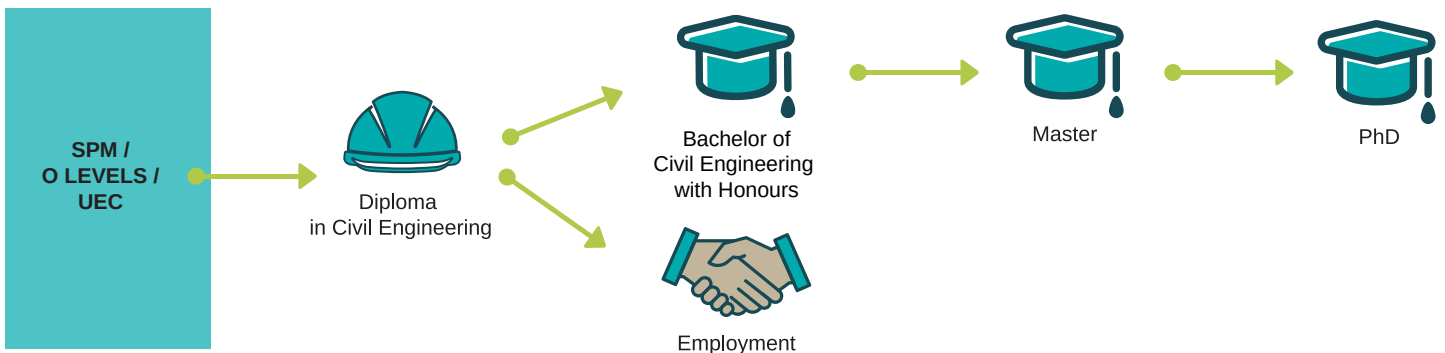 SPM /
O LEVELS /
UEC
Diploma
in Civil Engineering
Bachelor of
Civil Engineering
with Honours
Employment
Master
PhD